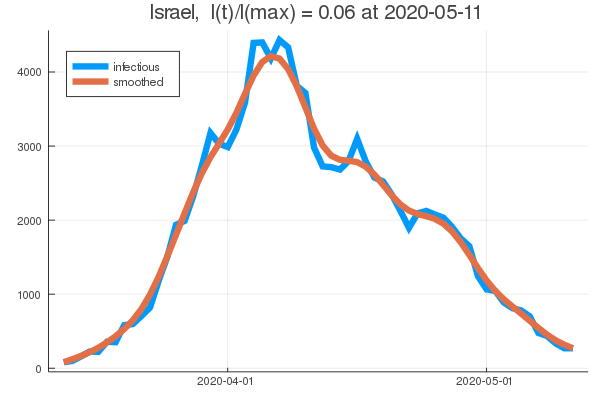 Israel, I(t)/I(max) = 0.06 at 2020-05-11
infectious
smoothed
4000
3000
2000
1000
0
2020-04-01
2020-05-01